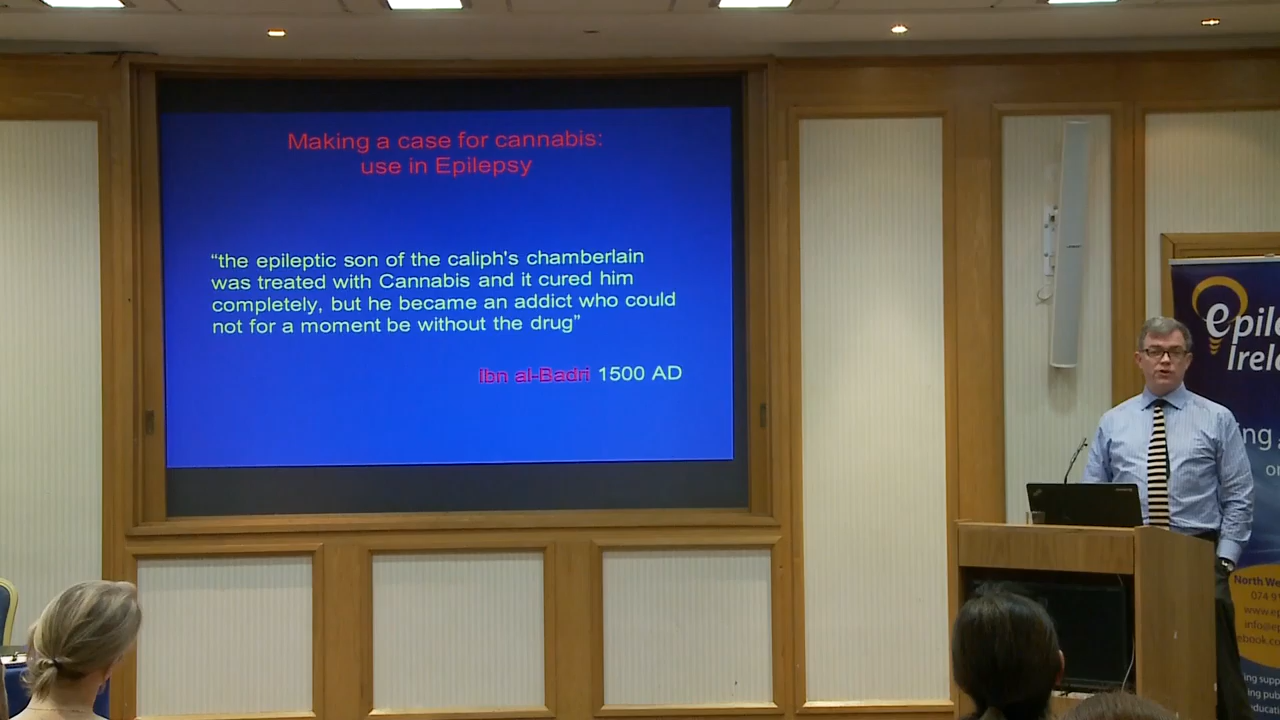 Making a case for cannabis:
use in Epilepsy
“the epileptic son of the caliph's chamberlain
was treated with Cannabis and it cured him
completely, but he became an addict who could
not for a moment be without the drug”
Ibn al-Badri 1500 AD
North We
074 9